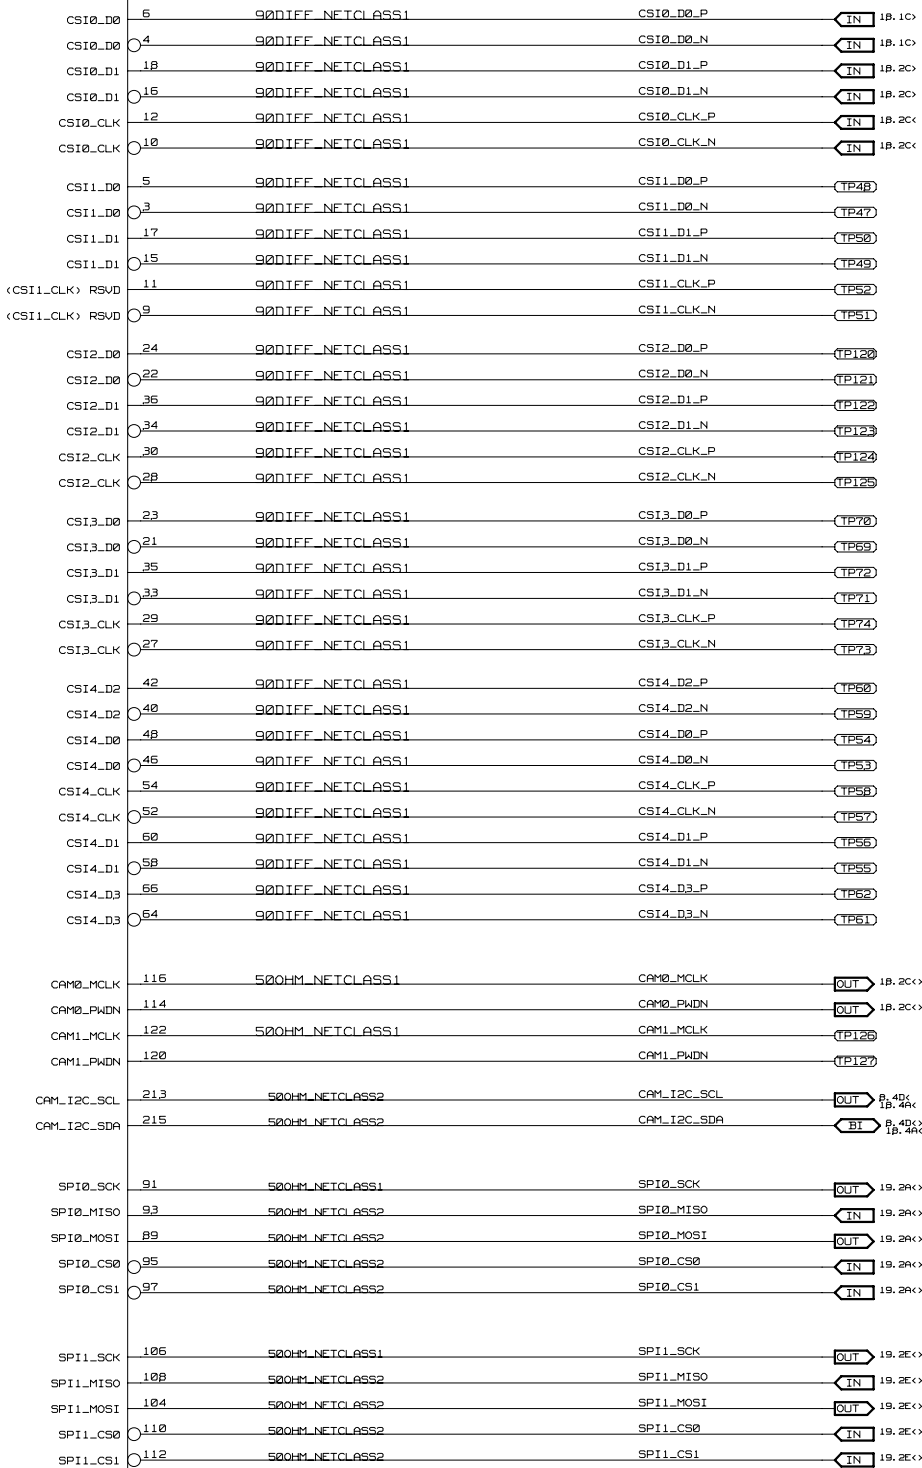 CSI0_D0 6 90DIFF_NETCLASS1 CSI0_D0_P IN 18.1C>
CSI0_D0 4 90DIFF_NETCLASS1 CSI0_D0_N IN 18.1C>
CSI0_D1 18 90DIFF_NETCLASS1 CSI0_D1_P IN 18.2C>
CSI0_D1 16 90DIFF_NETCLASS1 CSI0_D1_N IN 18.2C>
CSI0_CLK 12 90DIFF_NETCLASS1 CSI0_CLK_P IN 18.2C<
CSI0_CLK 10 90DIFF_NETCLASS1 CSI0_CLK_N IN 18.2C<
CSI1_D0 5 90DIFF_NETCLASS1 CSI1_D0_P TP48
CSI1_D0 3 90DIFF_NETCLASS1 CSI1_D0_N TP47
CSI1_D1 17 90DIFF_NETCLASS1 CSI1_D1_P TP50
CSI1_D1 15 90DIFF_NETCLASS1 CSI1_D1_N TP49
<CSI1_CLK> RSVD 11 90DIFF_NETCLASS1 CSI1_CLK_P TP52
<CSI1_CLK> RSVD 9 90DIFF_NETCLASS1 CSI1_CLK_N TP51
CSI2_D0 24 90DIFF_NETCLASS1 CSI2_D0_P TP120
CSI2_D0 22 90DIFF_NETCLASS1 CSI2_D0_N TP121
CSI2_D1 36 90DIFF_NETCLASS1 CSI2_D1_P TP122
CSI2_D1 34 90DIFF_NETCLASS1 CSI2_D1_N TP123
CSI2_CLK 30 90DIFF_NETCLASS1 CSI2_CLK_P TP124
CSI2_CLK 28 90DIFF_NETCLASS1 CSI2_CLK_N TP125
CSI3_D0 23 90DIFF_NETCLASS1 CSI3_D0_P TP70
CSI3_D0 21 90DIFF_NETCLASS1 CSI3_D0_N TP69
CSI3_D1 35 90DIFF_NETCLASS1 CSI3_D1_P TP72
CSI3_D1 33 90DIFF_NETCLASS1 CSI3_D1_N TP71
CSI3_CLK 29 90DIFF_NETCLASS1 CSI3_CLK_P TP74
CSI3_CLK 27 90DIFF_NETCLASS1 CSI3_CLK_N TP73
CSI4_D2 42 90DIFF_NETCLASS1 CSI4_D2_P TP60
CSI4_D2 40 90DIFF_NETCLASS1 CSI4_D2_N TP59
CSI4_D0 48 90DIFF_NETCLASS1 CSI4_D0_P TP54
CSI4_D0 46 90DIFF_NETCLASS1 CSI4_D0_N TP53
CSI4_CLK 54 90DIFF_NETCLASS1 CSI4_CLK_P TP58
CSI4_CLK 52 90DIFF_NETCLASS1 CSI4_CLK_N TP57
CSI4_D1 60 90DIFF_NETCLASS1 CSI4_D1_P TP56
CSI4_D1 58 90DIFF_NETCLASS1 CSI4_D1_N TP55
CSI4_D3 66 90DIFF_NETCLASS1 CSI4_D3_P TP62
CSI4_D3 64 90DIFF_NETCLASS1 CSI4_D3_N TP61
CAM0_MCLK 116 50OHM_NETCLASS1 CAM0_MCLK OUT 18.2C<>
CAM0_PWDN 114 CAM0_PWDN OUT 18.2C<>
CAM1_MCLK 122 50OHM_NETCLASS1 CAM1_MCLK TP126
CAM1_PWDN 120 CAM1_PWDN TP127
CAM_I2C_SCL 213 50OHM_NETCLASS2 CAM_I2C_SCL OUT 8.4D<
18.4A<
CAM_I2C_SDA 215 50OHM_NETCLASS2 CAM_I2C_SDA BI 8.4D<>
18.4A<
SPI0_SCK 91 50OHM_NETCLASS1 SPI0_SCK OUT 19.2A<>
SPI0_MISO 93 50OHM_NETCLASS2 SPI0_MISO IN 19.2A<>
SPI0_MOSI 89 50OHM_NETCLASS2 SPI0_MOSI OUT 19.2A<>
SPI0_CS0 95 50OHM_NETCLASS2 SPI0_CS0 IN 19.2A<>
SPI0_CS1 97 50OHM_NETCLASS2 SPI0_CS1 IN 19.2A<>
SPI1_SCK 106 50OHM_NETCLASS1 SPI1_SCK OUT 19.2E<>
SPI1_MISO 108 50OHM_NETCLASS2 SPI1_MISO IN 19.2E<>
SPI1_MOSI 104 50OHM_NETCLASS2 SPI1_MOSI OUT 19.2E<>
SPI1_CS0 110 50OHM_NETCLASS2 SPI1_CS0 IN 19.2E<>
SPI1_CS1 112 50OHM_NETCLASS2 SPI1_CS1 IN 19.2E<>